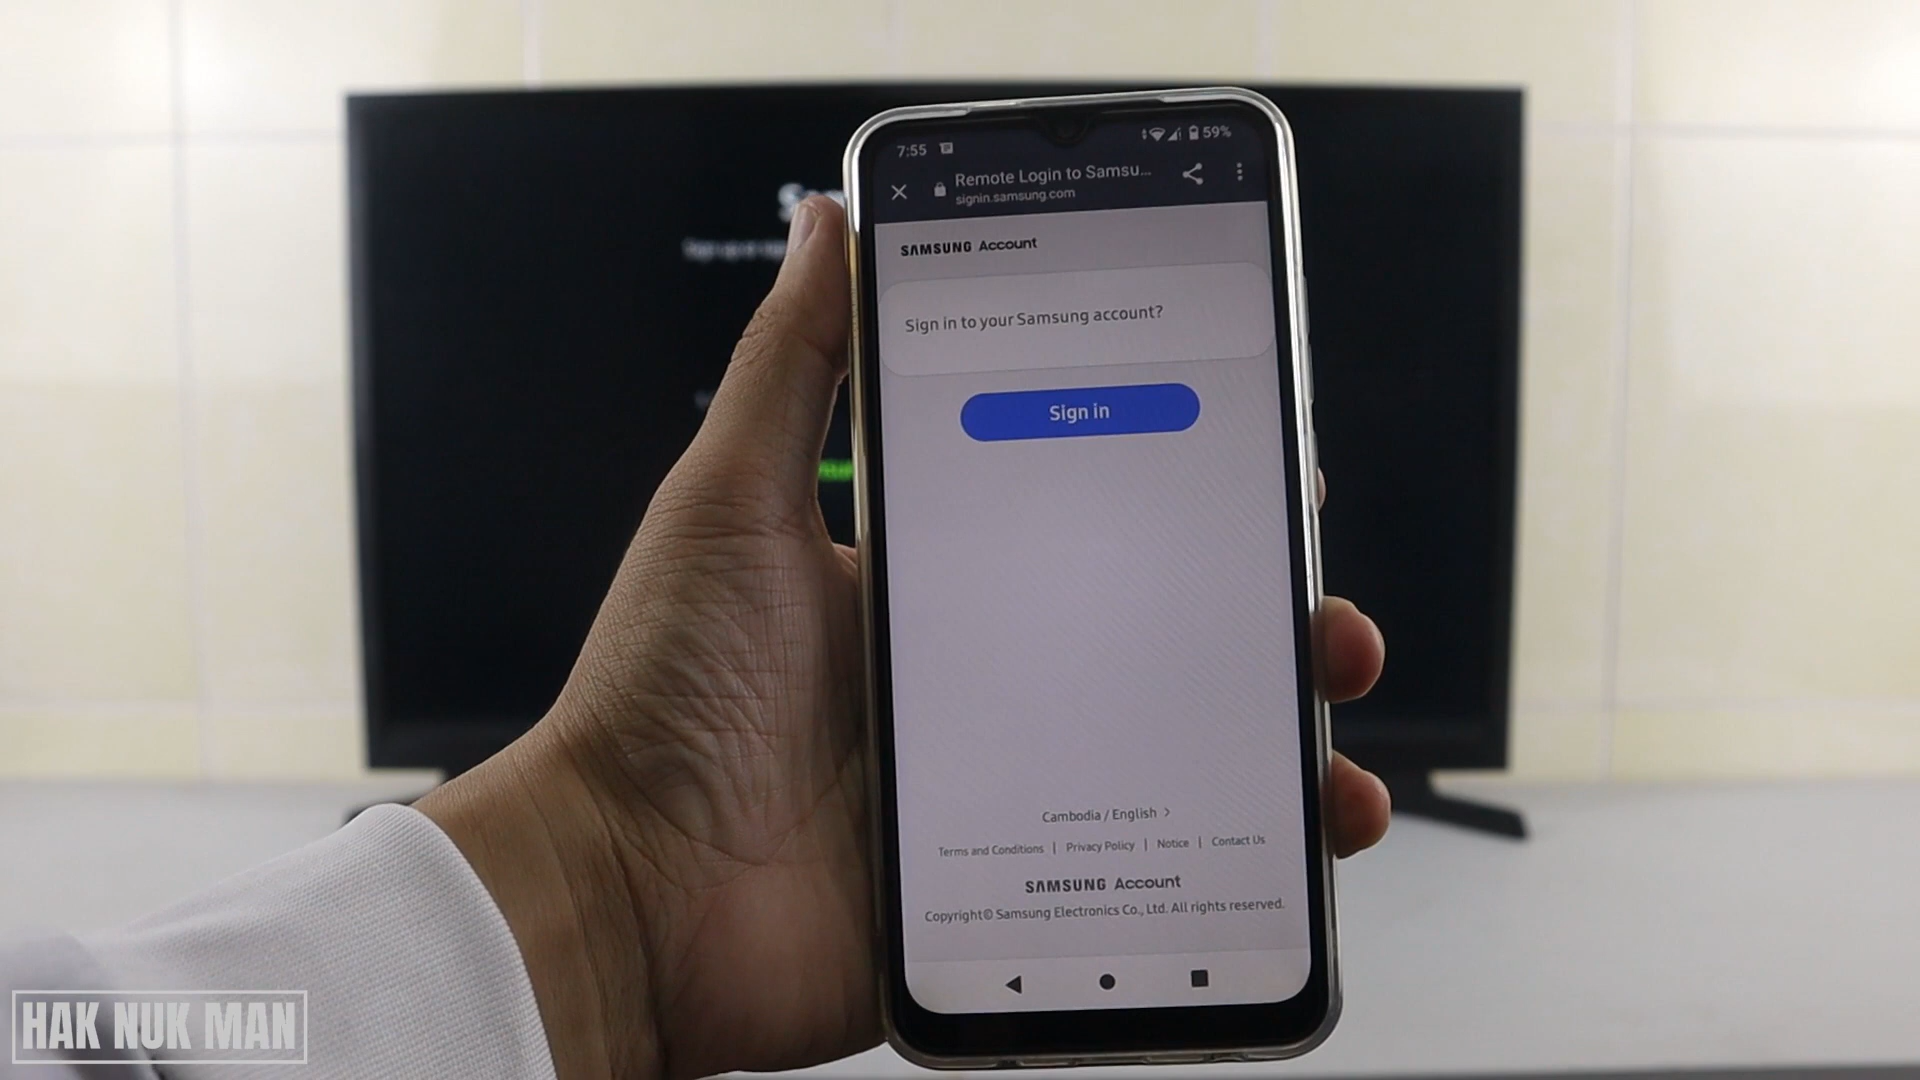 7:55
59%
Remote Login to Samsu...
signin.samsung.com
SAMSUNG Account
Sign in to your Samsung account?
Sign in
Cambodia / English >
Terms and Conditions | Privacy Policy | Notice | Contact Us
SAMSUNG Account
Copyright© Samsung Electronics Co., Ltd. All rights reserved.
HAK NUK MAN